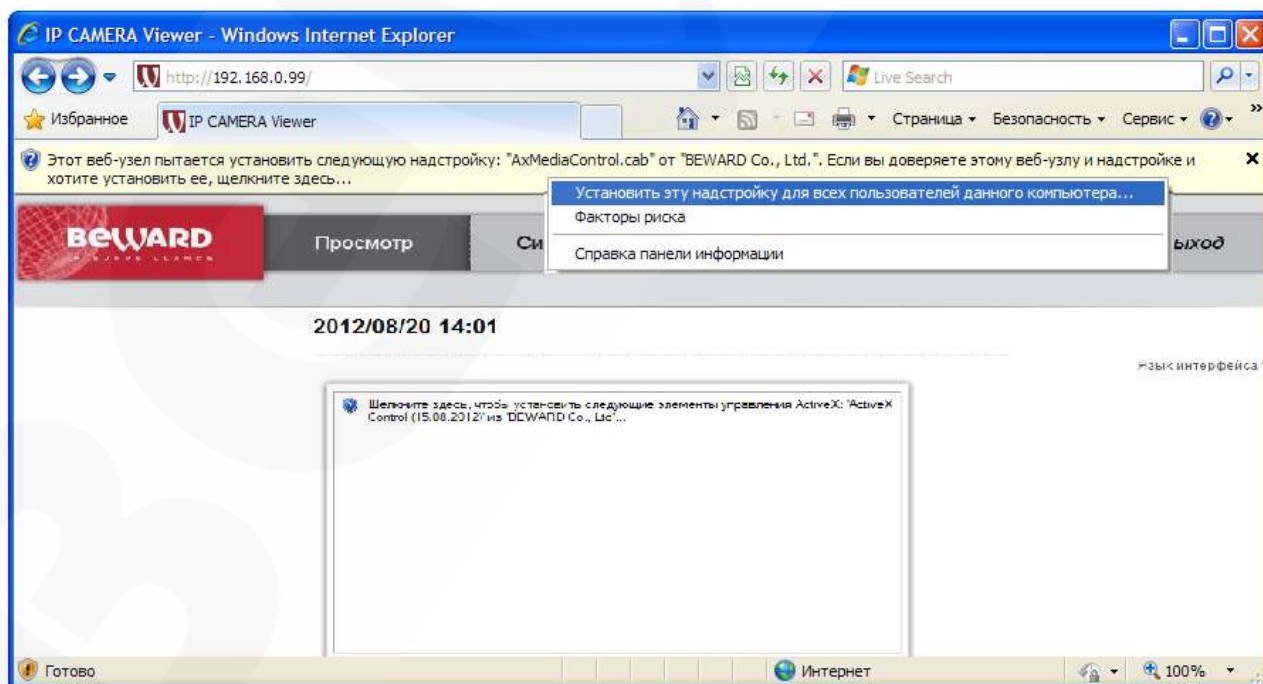 IP CAMERA Viewer - Windows Internet Explorer
http://192.168.0.99/
Live Search
Избранное
IP CAMERA Viewer
Страница
Безопасность
Сервис
Этот веб-узел пытается установить следующую надстройку: "AxMediaControl.cab" от "BEWARD Co., Ltd.". Если вы доверяете этому веб-узлу и надстройке и
хотите установить ее, щелкните здесь...
Установить эту надстройку для всех пользователей данного компьютера...
Факторы риска
Справка панели информации
BEWARD
Просмотр
Си
ыход
2012/08/20 14:01
Язык интерфейса
Щелкните здесь, чтобы установить следующие элементы управления ActiveX: "ActiveX
Control (15.08.2012)" из "BEWARD Co., Ltd"...
Готово
Интернет
100%